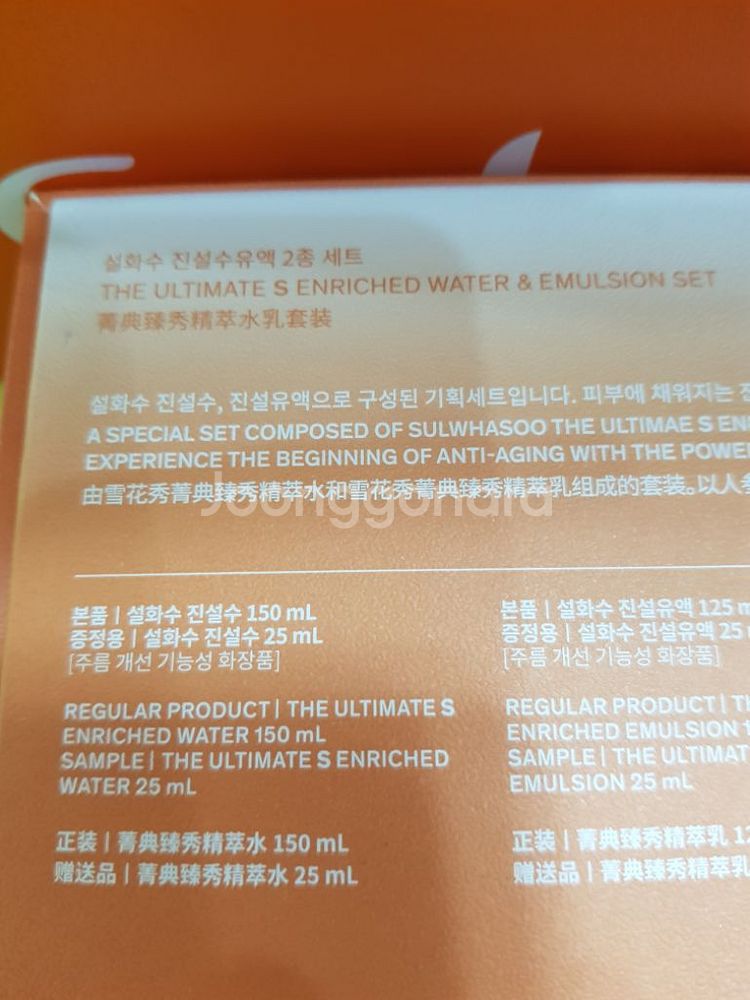 설화수 진설수유액 2종 세트
THE ULTIMATE S ENRICHED WATER & EMULSION SET
菁典臻秀精萃水乳套装
설화수 진설수, 진설유액으로 구성된 기획세트입니다. 피부에 채워지는
A SPECIAL SET COMPOSED OF SULWHASOO THE ULTIMAE S
EXPERIENCE THE BEGINNING OF ANTI-AGING WITH THE
由雪花秀菁典臻秀精萃水和雪花秀菁典臻秀精萃乳组成的套装。以人
Joonggonara
본품 | 설화수 진설수 150 mL
증정용 | 설화수 진설수 25 mL
[주름 개선 기능성 화장품]
REGULAR PRODUCT | THE ULTIMATE S
ENRICHED WATER 150 mL
SAMPLE | THE ULTIMATE S ENRICHED
WATER 25 mL
正装 | 菁典臻秀精萃水 150 mL
赠送品 | 菁典臻秀精萃水 25 mL
본품 | 설화수 진설유액 125
증정용 | 설화수 진설유액 25
[주름 개선 기능성 화장품]
REGULAR PRODUCT |
ENRICHED EMULSION
SAMPLE | THE
EMULSION 25 mL
正装 | 菁典臻秀精萃乳
赠送品 | 菁典臻秀精萃乳